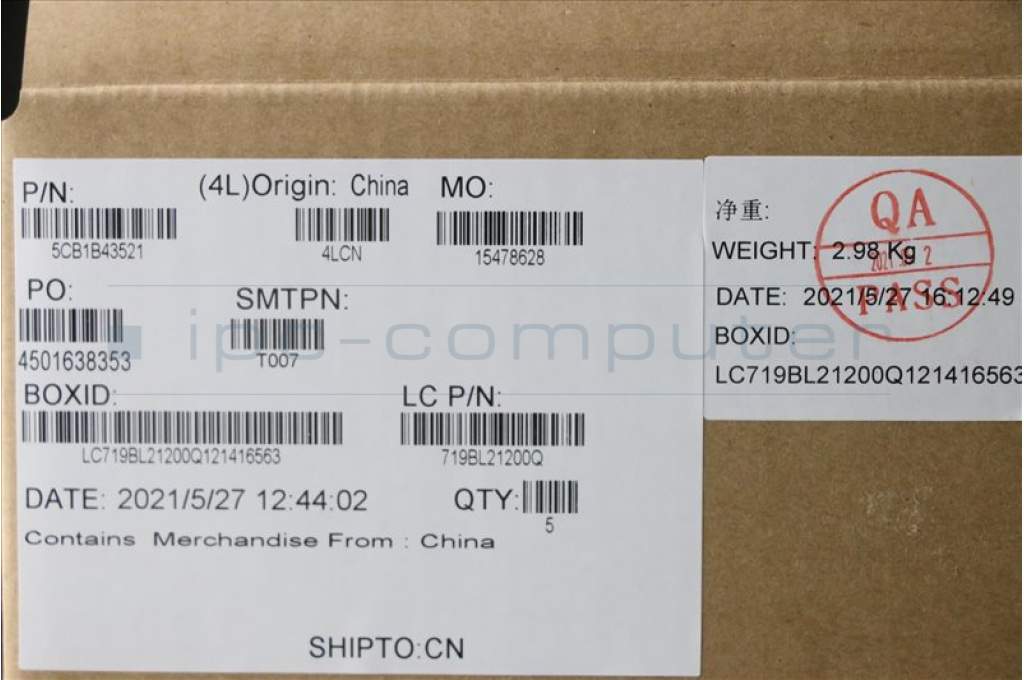 P/N:
5CB1B43521
(4L)Origin: China
4LCN
MO:
15478628
PO:
4501638353
SMTPN:
T007
BOXID:
LC719BL21200Q121416563
LC P/N:
719BL21200Q
DATE: 2021/5/27 12:44:02
QTY:
5
Contains Merchandise From : China
SHIPTO:CN
净重:
WEIGHT: 2.98 Kg
DATE: 2021/5/27 16:12:49
BOXID:
LC719BL21200Q121416563
QA
PASS
ipc-computer